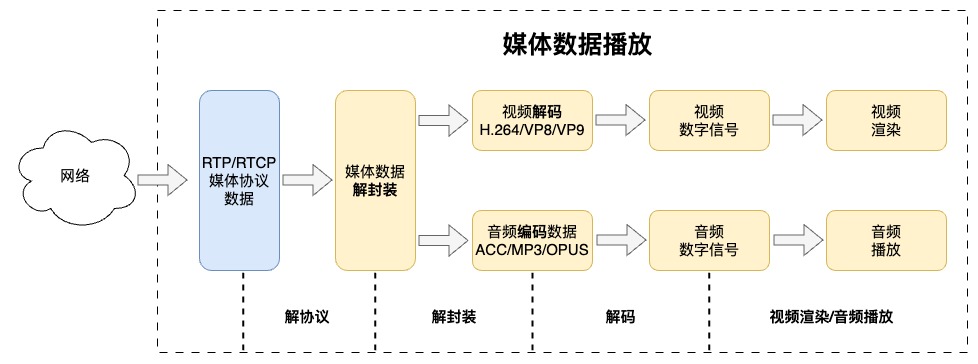 媒体数据播放
网络
RTP/RTCP
媒体协议
数据
媒体数据
解封装
视频解码
H.264/VP8/VP9
视频
数字信号
视频
渲染
音频编码数据
ACC/MP3/OPUS
音频
数字信号
音频
播放
解协议
解封装
解码
视频渲染/音频播放